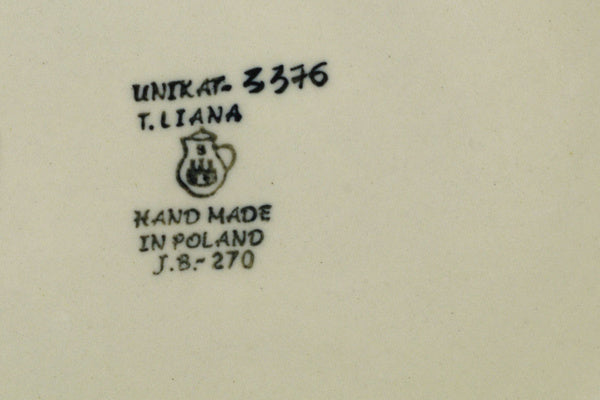 UNIKAT- 3376
T. LIANA
HAND MADE
IN POLAND
J.B.- 270